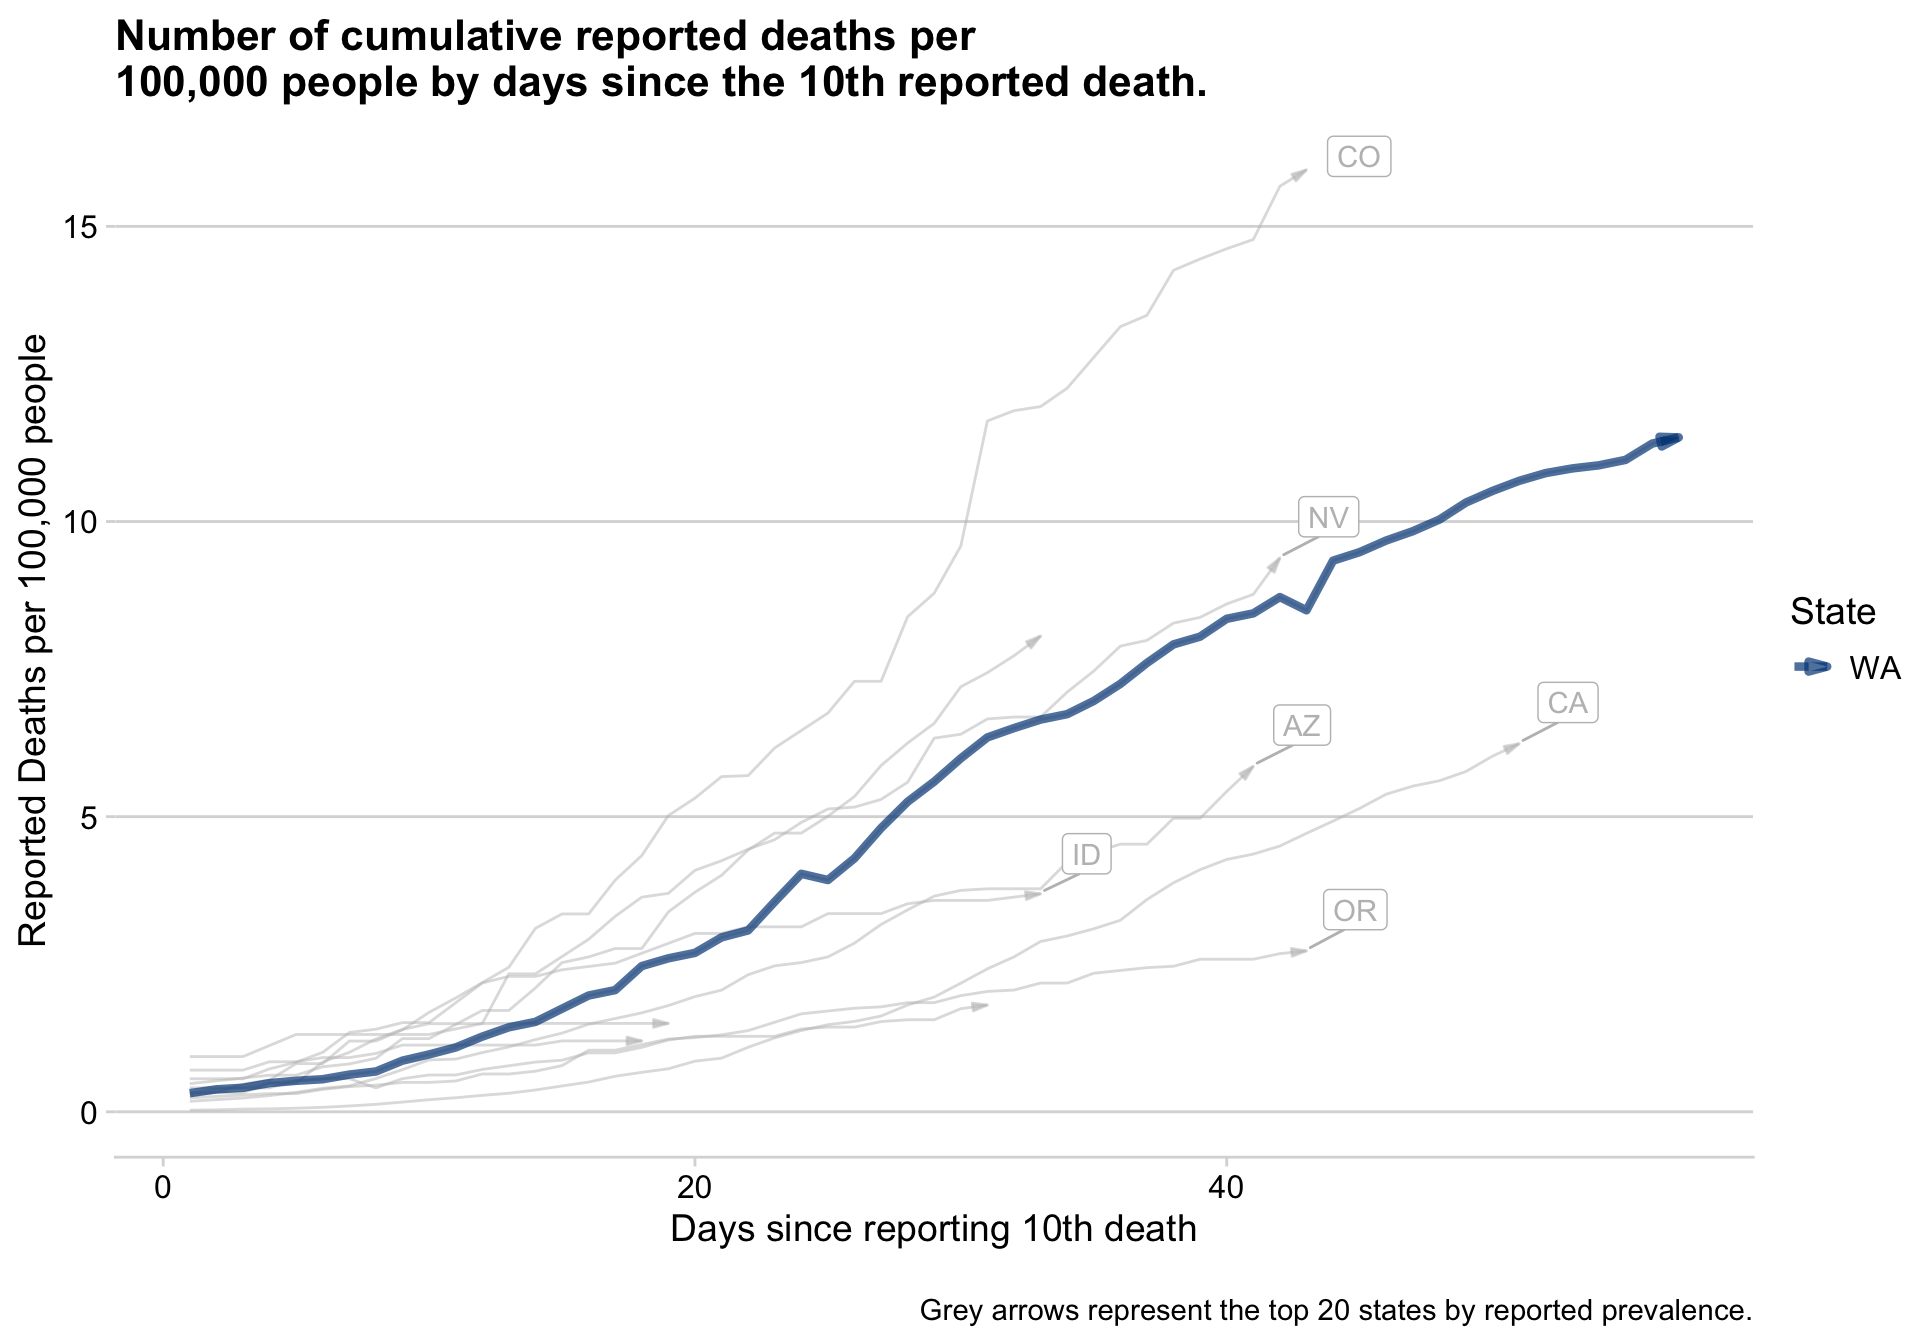 Number of cumulative reported deaths per
100,000 people by days since the 10th reported death.
CO
15
NV
10
Reported Deaths per 100,000 people
State
WA
CA
AZ
5
ID
OR
0
0 20 40
Days since reporting 10th death
Grey arrows represent the top 20 states by reported prevalence.